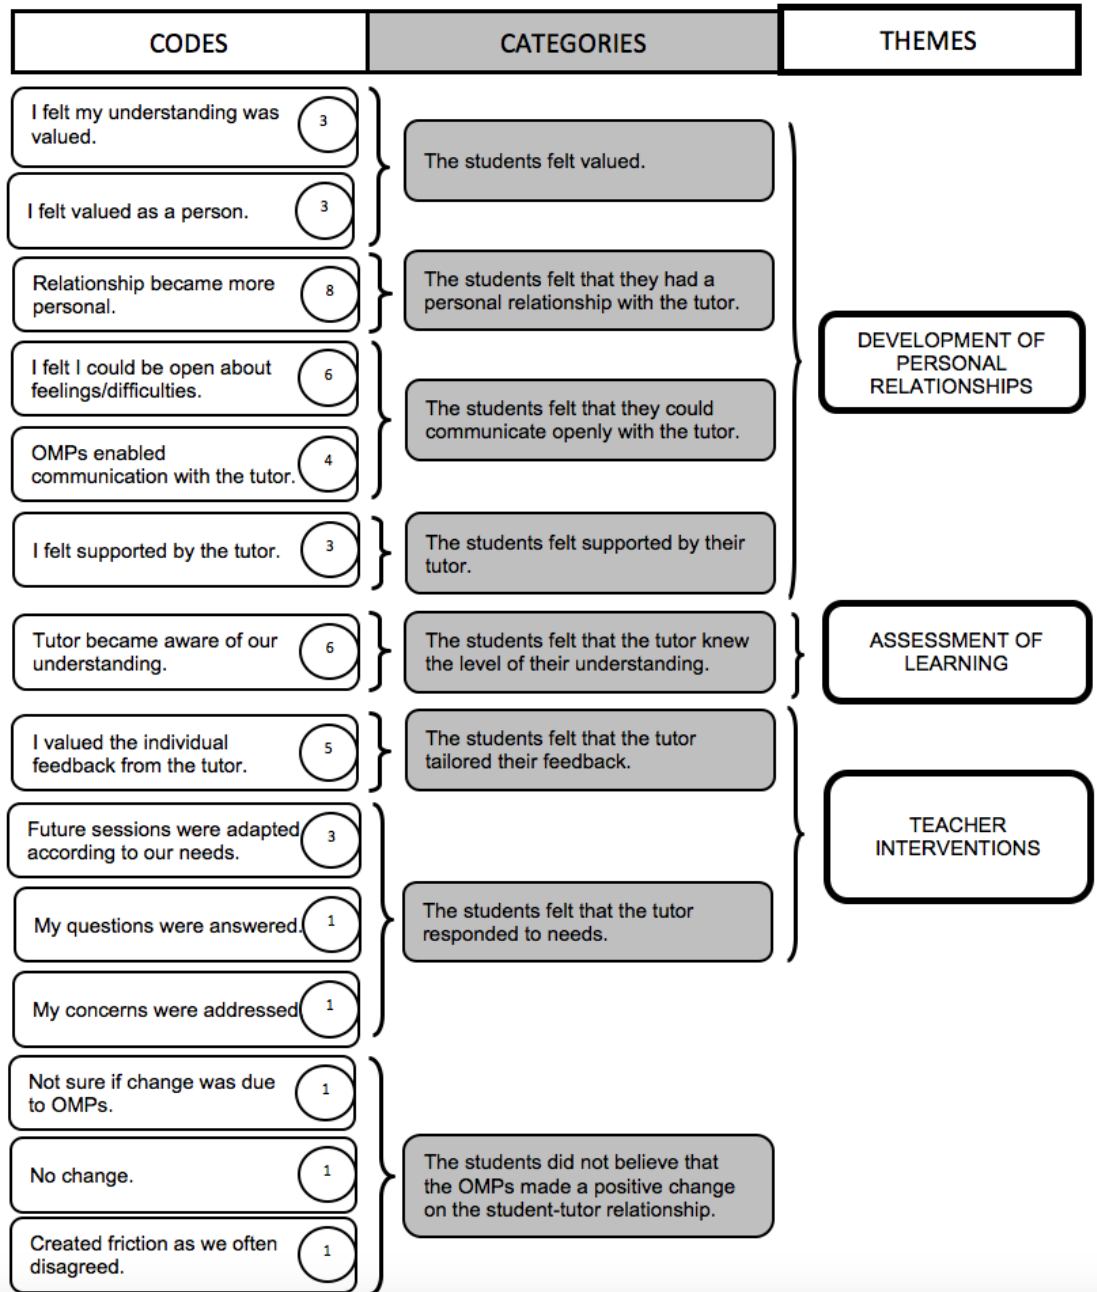 CODES
CATEGORIES
THEMES
I felt my understanding was
valued.
3
I felt valued as a person.
3
The students felt valued.
Relationship became more
personal.
8
The students felt that they had a
personal relationship with the tutor.
I felt I could be open about
feelings/difficulties.
6
OMPs enabled
communication with the tutor.
4
The students felt that they could
communicate openly with the tutor.
I felt supported by the tutor.
3
The students felt supported by their
tutor.
DEVELOPMENT OF
PERSONAL
RELATIONSHIPS
Tutor became aware of our
understanding.
6
The students felt that the tutor knew
the level of their understanding.
ASSESSMENT OF
LEARNING
I valued the individual
feedback from the tutor.
5
The students felt that the tutor
tailored their feedback.
Future sessions were adapted
according to our needs.
3
My questions were answered.
1
My concerns were addressed
1
The students felt that the tutor
responded to needs.
TEACHER
INTERVENTIONS
Not sure if change was due
to OMPs.
1
No change.
1
Created friction as we often
disagreed.
1
The students did not believe that
the OMPs made a positive change
on the student-tutor relationship.